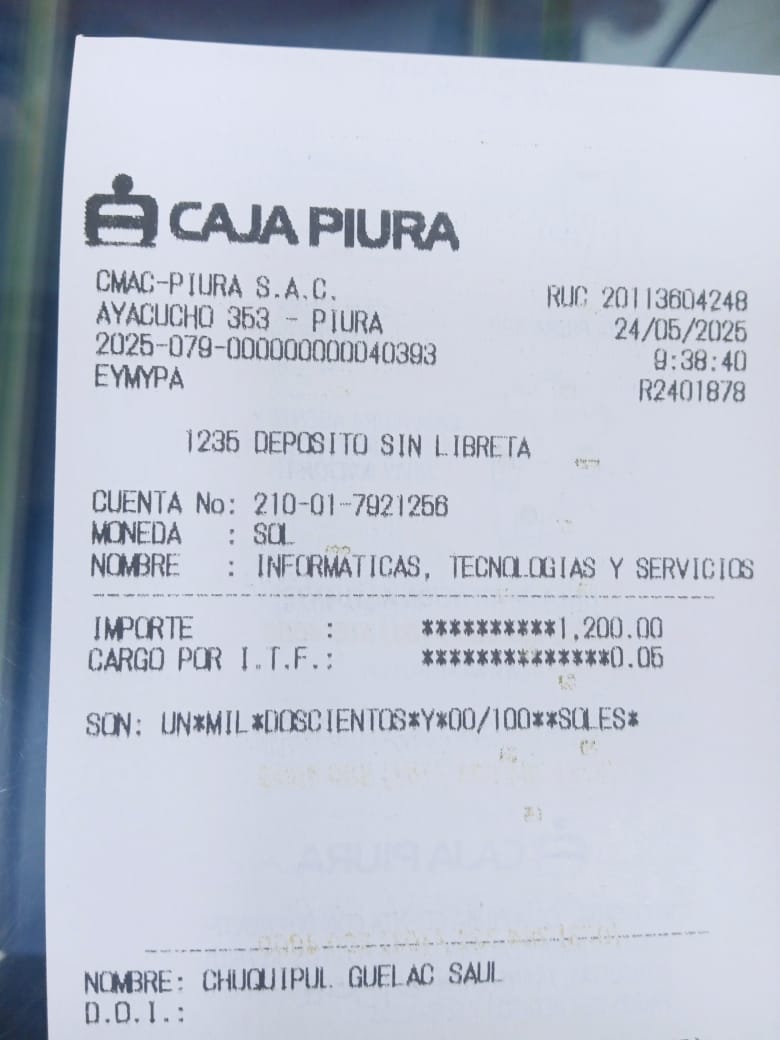 CAJA PIURA
CMAC-PIURA S.A.C. RUC 20113604248
AYACUCHO 353 - PIURA 24/05/2025
2025-079-000000000040393 9:38:40
EYMYPA R2401878
1235 DEPOSITO SIN LIBRETA
CUENTA No: 210-01-7921256
MONEDA : SOL
NOMBRE : INFORMATICAS, TECNOLOGIAS Y SERVICIOS
IMPORTE : **********1,200.00
CARGO POR I.T.F.: **************0.05
SON: UN*MIL*DOSCIENTOS*Y*00/100**SOLES*
NOMBRE: CHUQUIPUL GUELAC SAUL
D.O.I.: